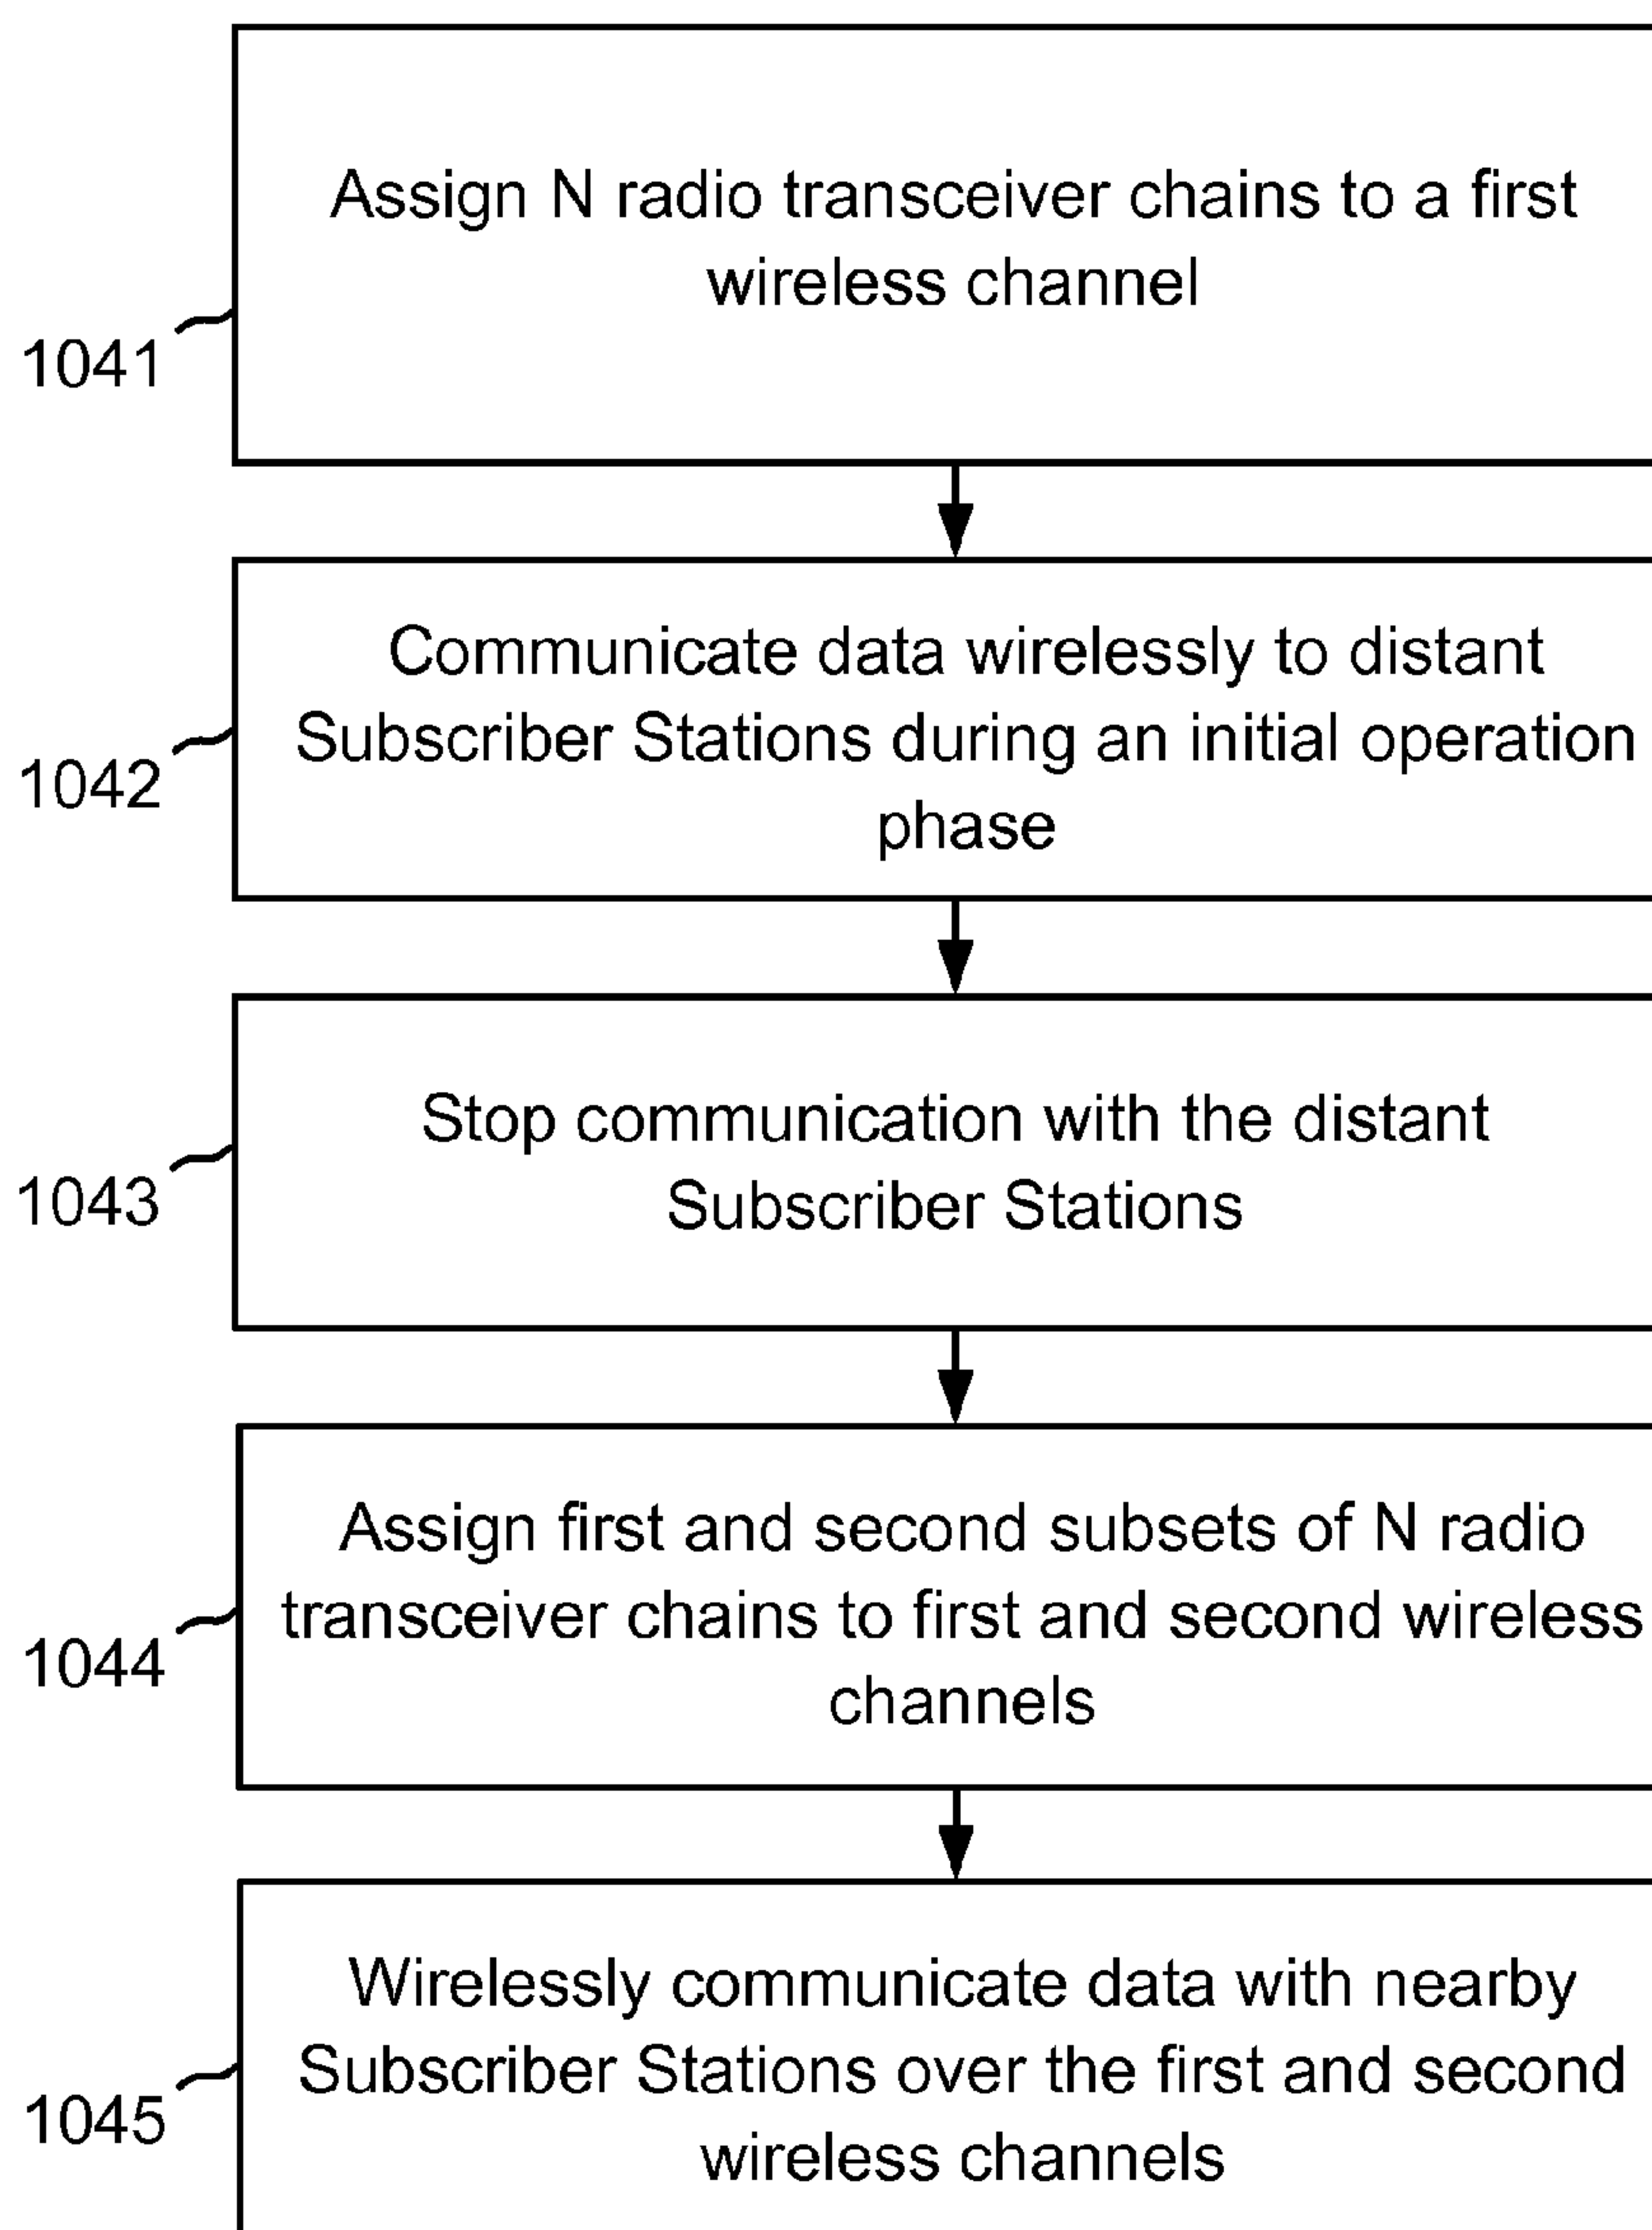 Assign N radio transceiver chains to a first
wireless channel
1041
Communicate data wirelessly to distant
Subscriber Stations during an initial operation
phase
1042
Stop communication with the distant
Subscriber Stations
1043
Assign first and second subsets of N radio
transceiver chains to first and second wireless
channels
1044
Wirelessly communicate data with nearby
Subscriber Stations over the first and second
wireless channels
1045